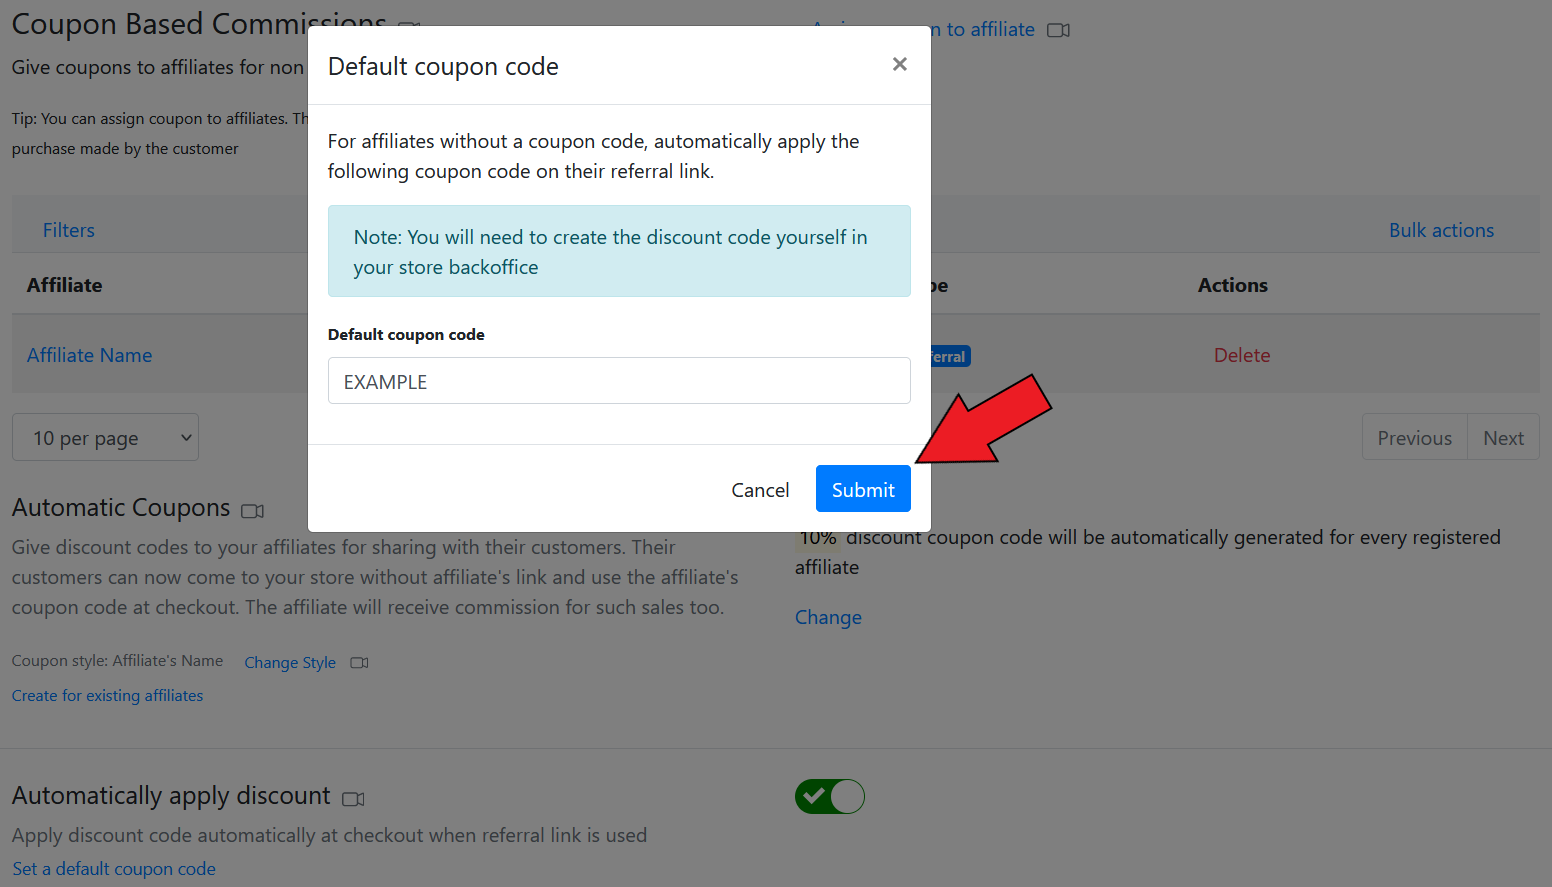 Coupon Based Commissions
n to affiliate
Give coupons to affiliates for non
Tip: You can assign coupon to affiliates. Th
purchase made by the customer
Default coupon code
×
For affiliates without a coupon code, automatically apply the
following coupon code on their referral link.
Note: You will need to create the discount code yourself in
your store backoffice
Default coupon code
EXAMPLE
Cancel
Submit
Filters
Bulk actions
Affiliate
pe
Actions
Affiliate Name
ferral
Delete
10 per page
Previous
Next
Automatic Coupons
Give discount codes to your affiliates for sharing with their customers. Their
customers can now come to your store without affiliate's link and use the affiliate's
coupon code at checkout. The affiliate will receive commission for such sales too.
10% discount coupon code will be automatically generated for every registered
affiliate
Change
Coupon style: Affiliate's Name
Change Style
Create for existing affiliates
Automatically apply discount
Apply discount code automatically at checkout when referral link is used
Set a default coupon code